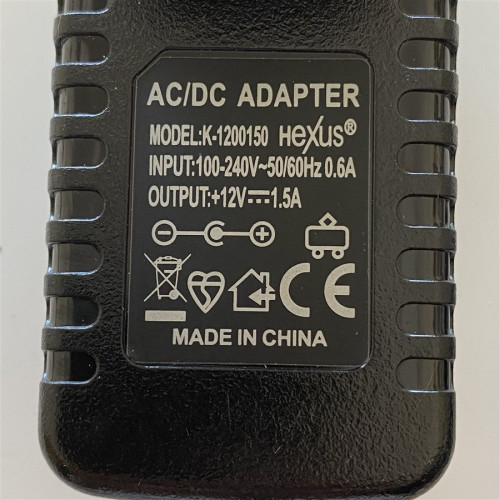 AC/DC ADAPTER
MODEL:K-1200150 HeXus®
INPUT:100-240V~50/60Hz 0.6A
OUTPUT:+12V⎓1.5A
CE
MADE IN CHINA